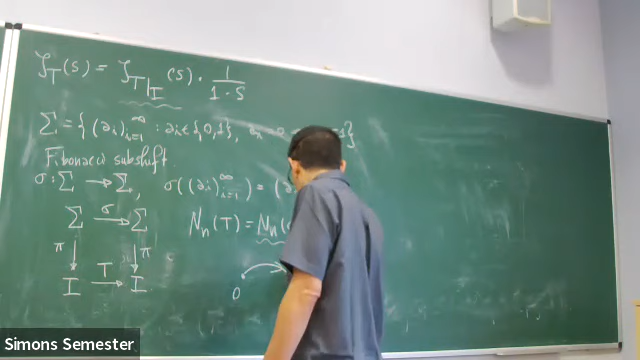 ζ_T(s) = ζ_{T|_I}(s) · 1/(1-s)
Σ = {(a_i)_{i=1}^∞ : a_i ∈ {0,1},
Fibonacci subshift.
σ: Σ → Σ, σ((a_i)_{i=1}^∞) = (a
Σ σ→ Σ
N_n(T) = N_n(
π↓ ↓π
I T→ I
0
Simons Semester